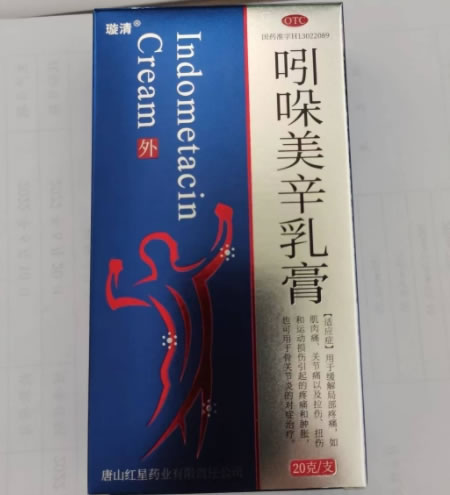 璇清®
Indometacin
Cream
外
OTC
国药准字H13022089
吲哚美辛乳膏
【适应症】用于缓解局部疼痛，如
肌肉痛、关节痛以及拉伤、扭伤
和运动损伤引起的疼痛和肿胀，
也可用于骨关节炎的对症治疗。
20克/支
唐山红星药业有限责任公司